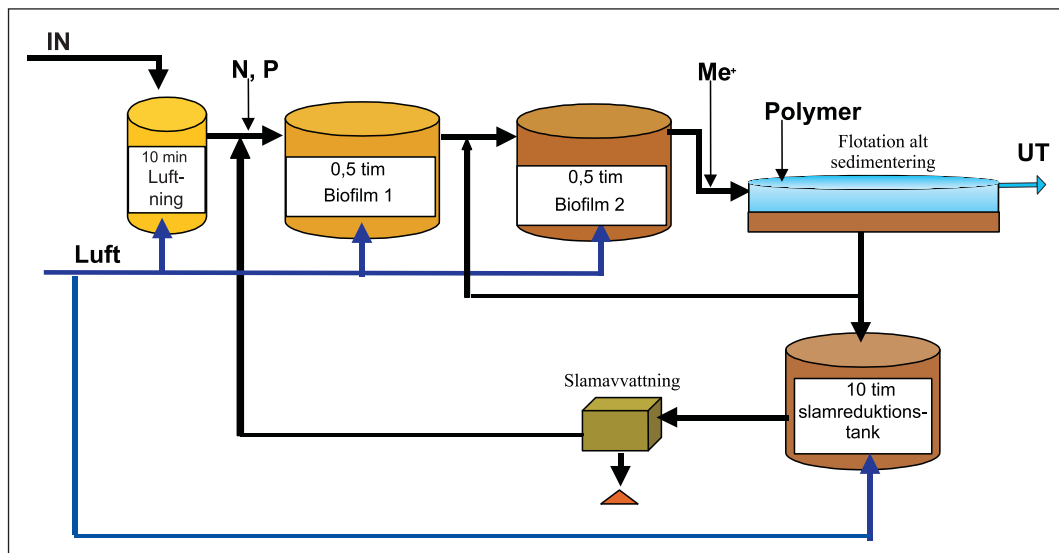 IN
N, P
Me+
Polymer
Flotation alt
sedimentering
UT
10 min
Luft-
ning
0,5 tim
Biofilm 1
0,5 tim
Biofilm 2
Luft
Slamavvattning
10 tim
slamreduktions-
tank